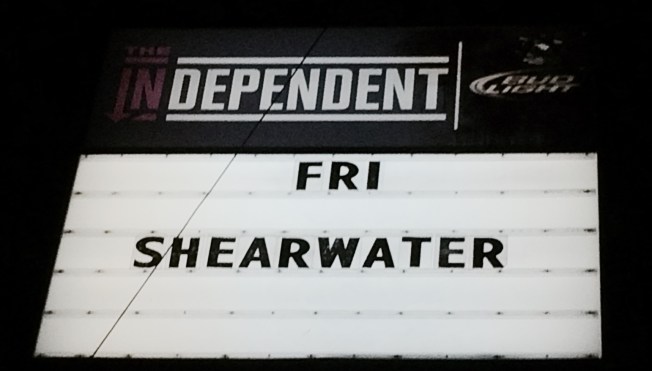 THE
INDEPENDENT
BUD
LIGHT
FRI
SHEARWATER